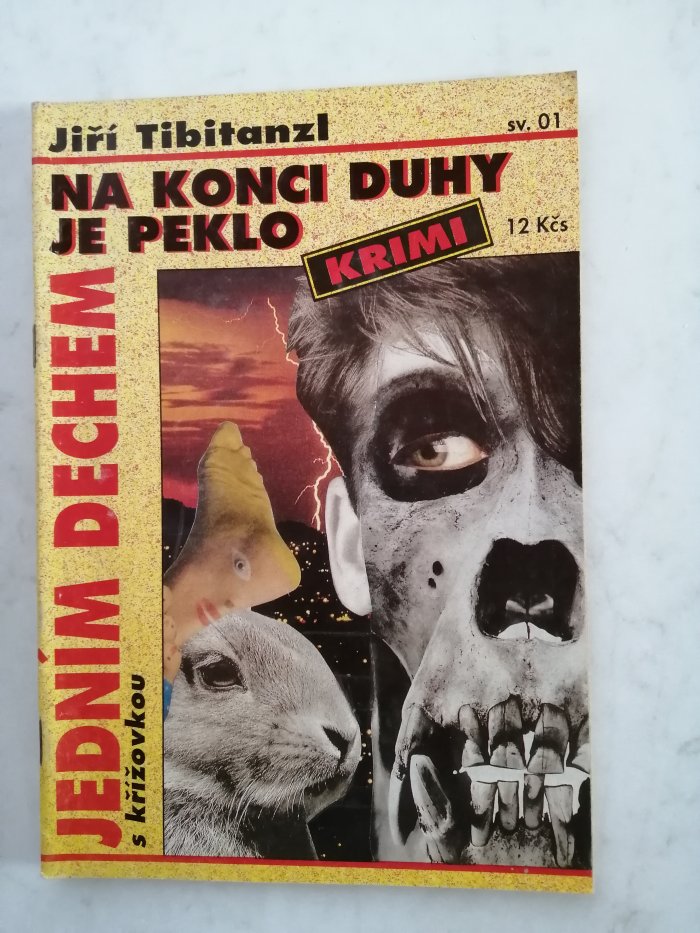 Jiří Tibitanzl
sv. 01
NA KONCI DUHY
JE PEKLO
KRIMI
12 Kčs
JEDNÍM DECHEM
s křížovkou